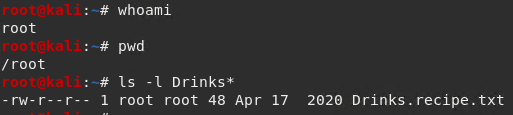 root@kali:~# whoami
root
root@kali:~# pwd
/root
root@kali:~# ls -l Drinks*
-rw-r--r-- 1 root root 48 Apr 17  2020 Drinks.recipe.txt